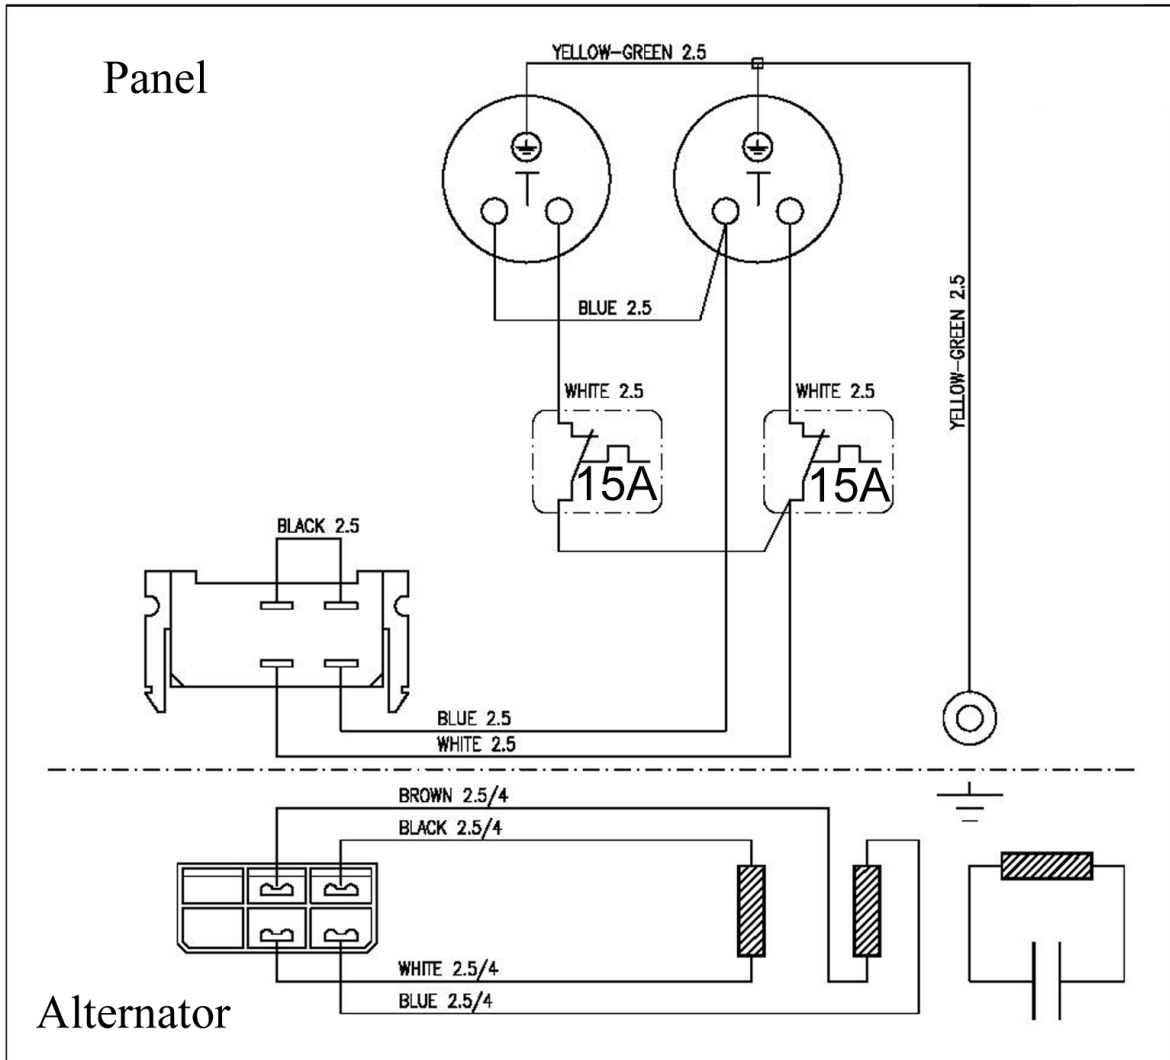 YELLOW-GREEN 2.5
Panel
YELLOW-GREEN 2.5
BLUE 2.5
WHITE 2.5
WHITE 2.5
15A
15A
BLACK 2.5
BLUE 2.5
WHITE 2.5
BROWN 2.5/4
BLACK 2.5/4
WHITE 2.5/4
BLUE 2.5/4
Alternator